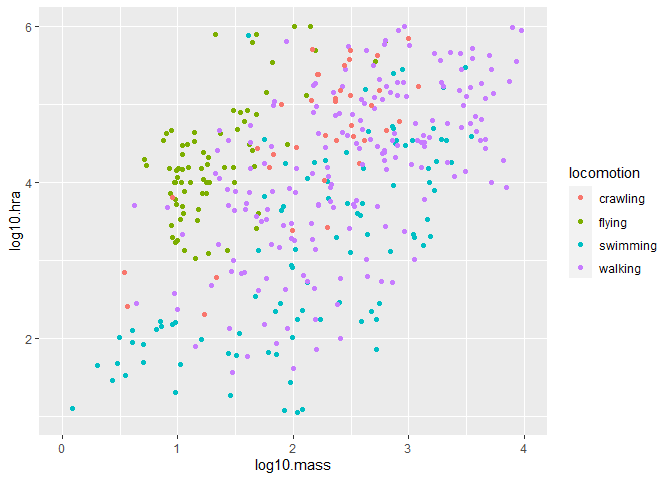 6
4
2
log10.hra
0
1
2
3
4
log10.mass
locomotion
crawling
flying
swimming
walking